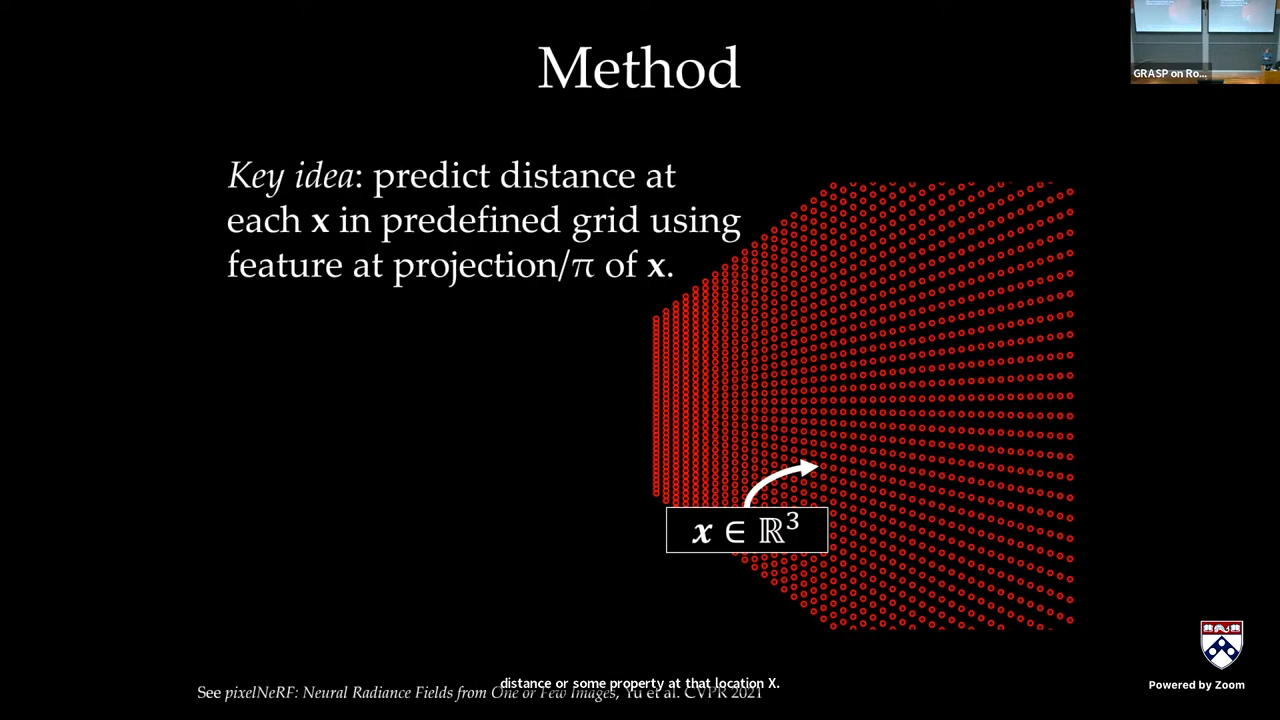 Method
GRASP on Ro...
Key idea: predict distance at
each x in predefined grid using
feature at projection/π of x.
x ∈ ℝ³
distance or some property at that location X.
See pixelNeRF: Neural Radiance Fields from One or Few Images, Yu et al. CVPR 2021
Powered by Zoom